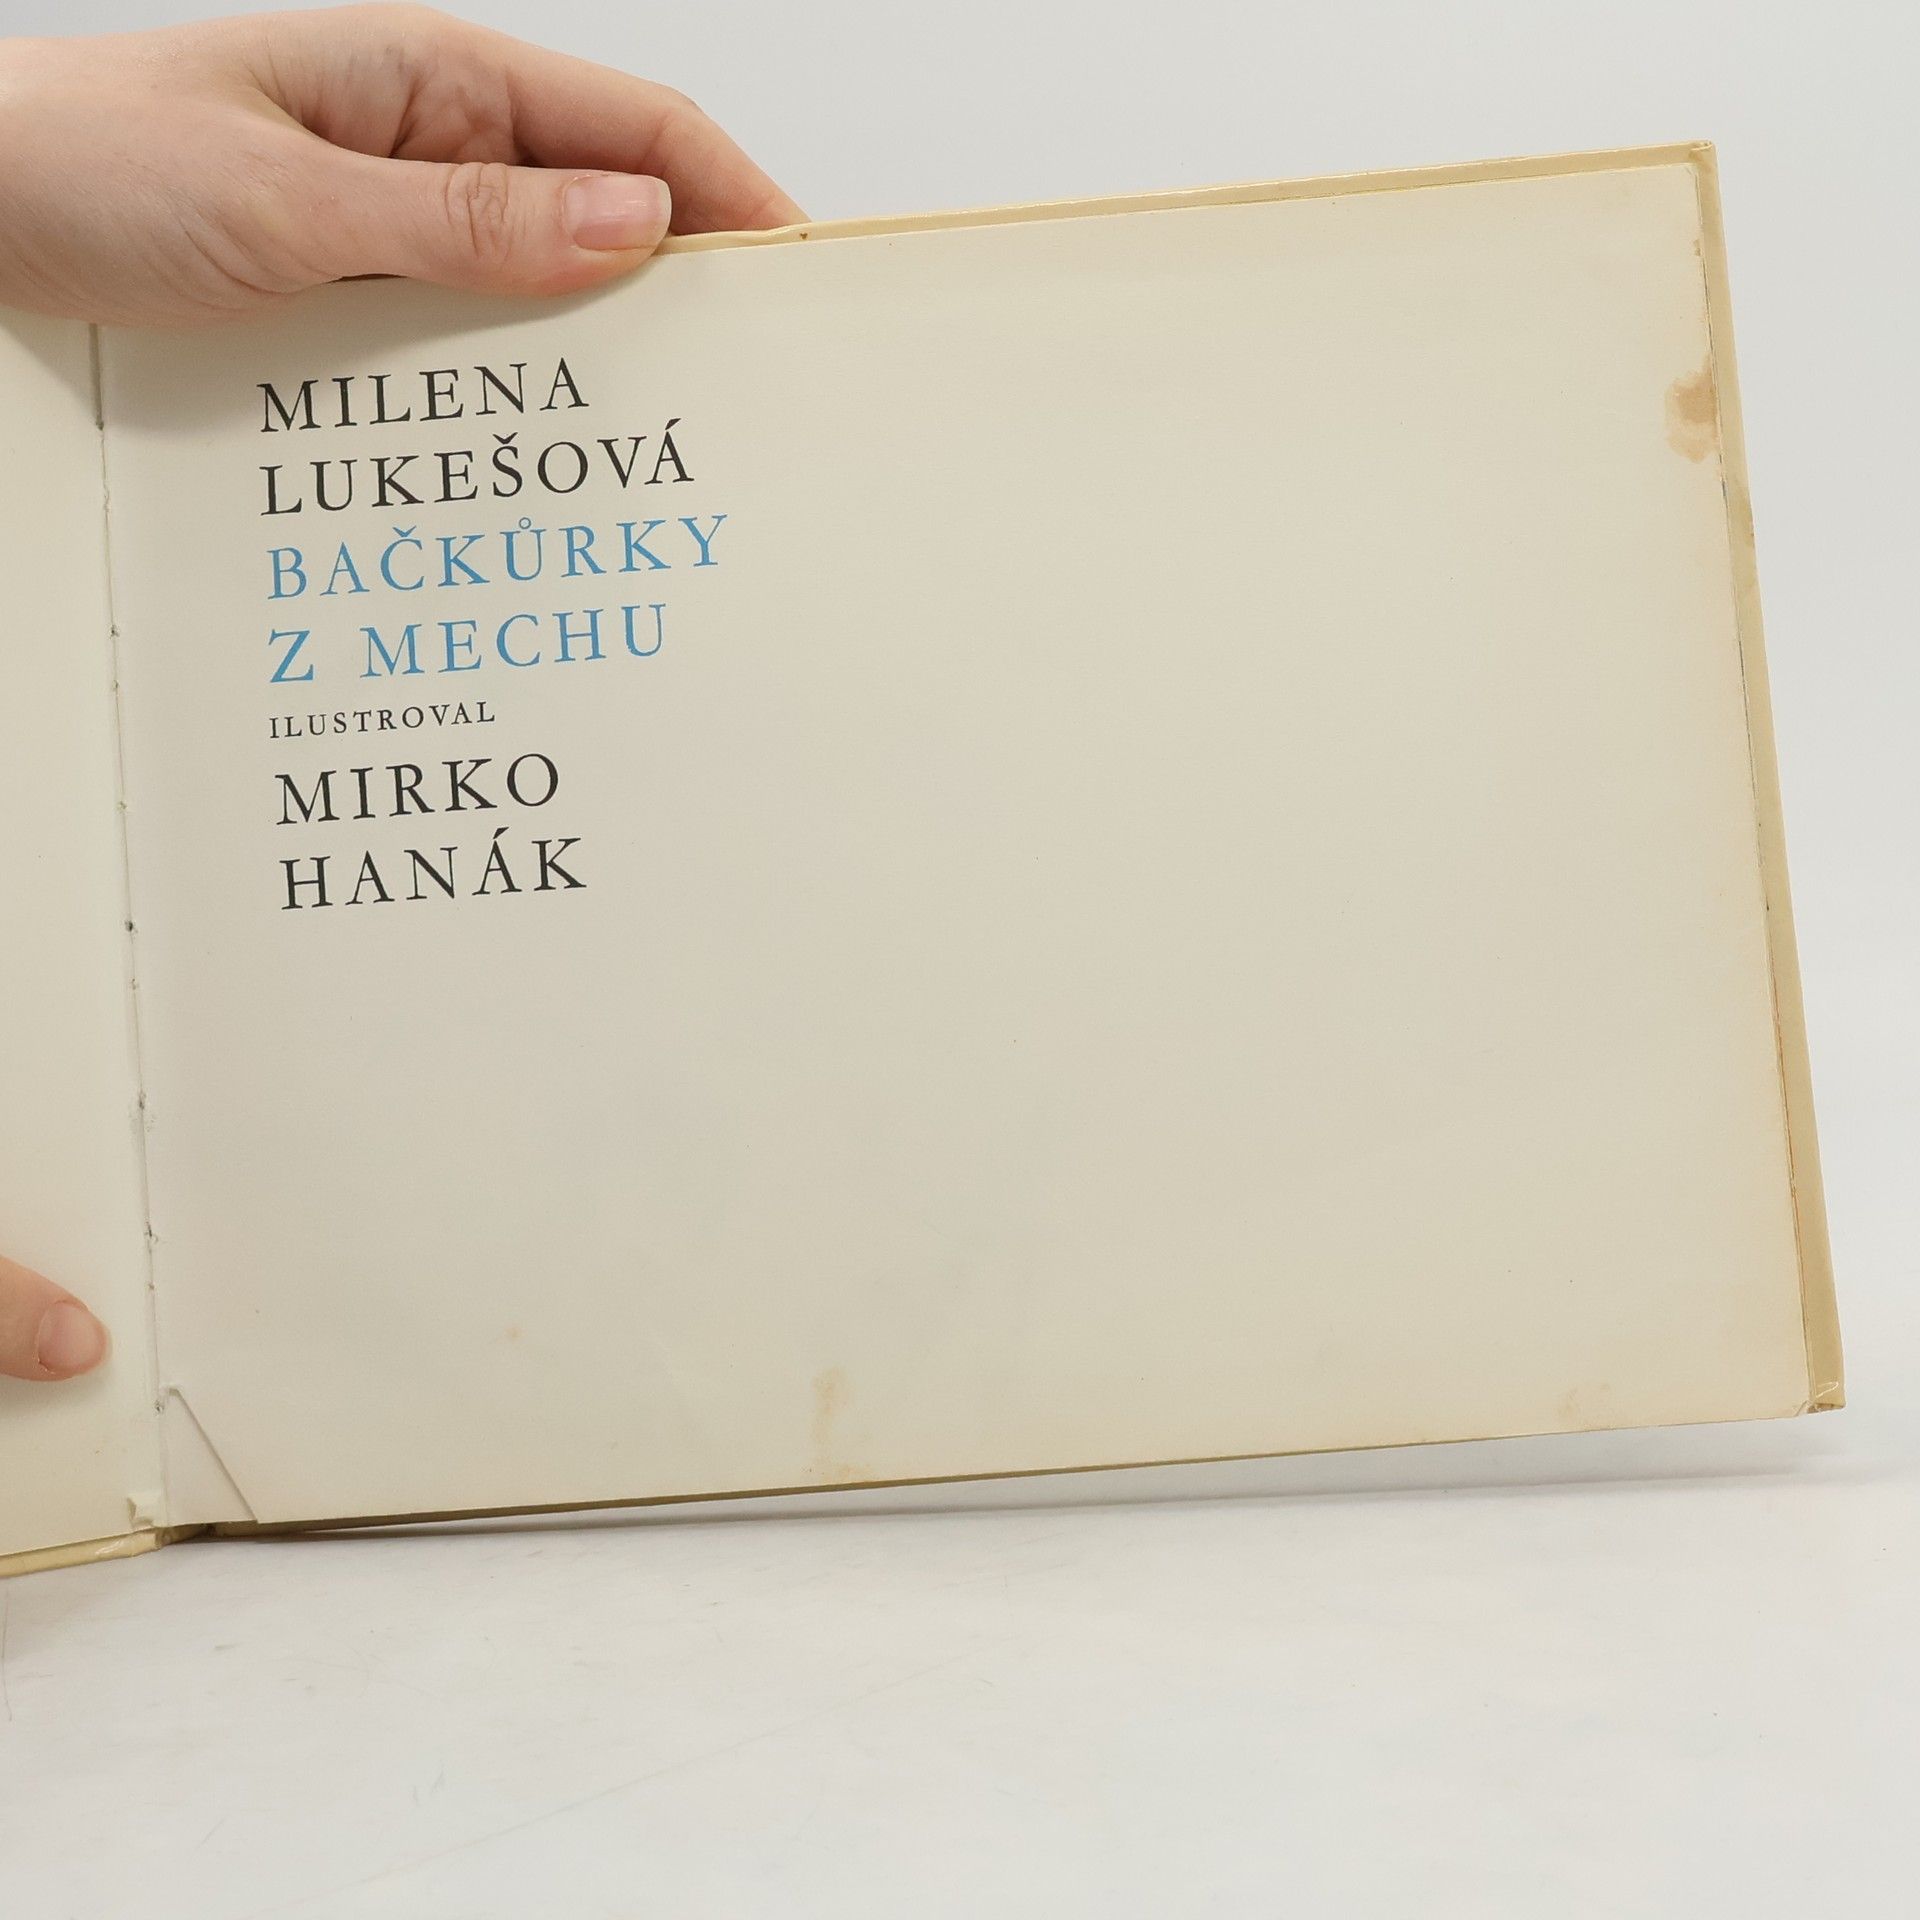 MILENA
LUKEŠOVÁ
BAČKŮRKY
Z MECHU
ILUSTROVAL
MIRKO
HANÁK